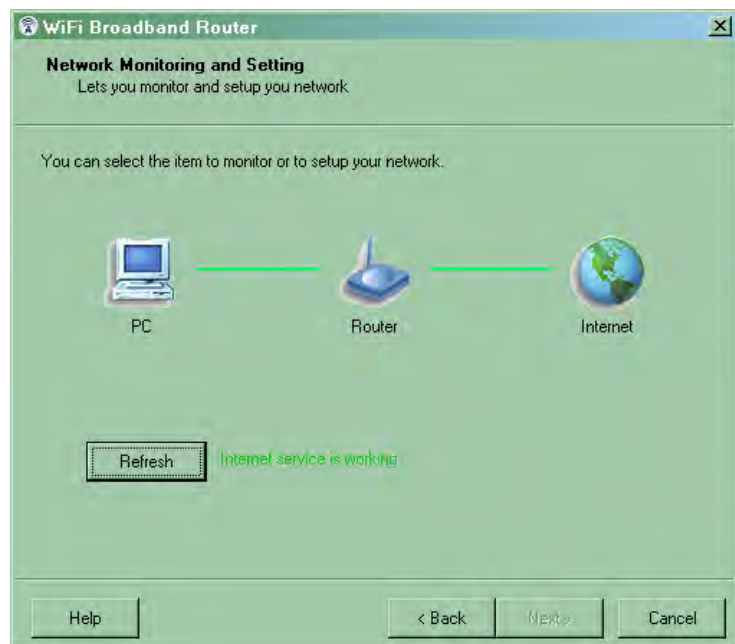 WiFi Broadband Router
Network Monitoring and Setting
Lets you monitor and setup you network
You can select the item to monitor or to setup your network.
PC
Router
Internet
Refresh
Internet service is working
Help
< Back
Next >
Cancel